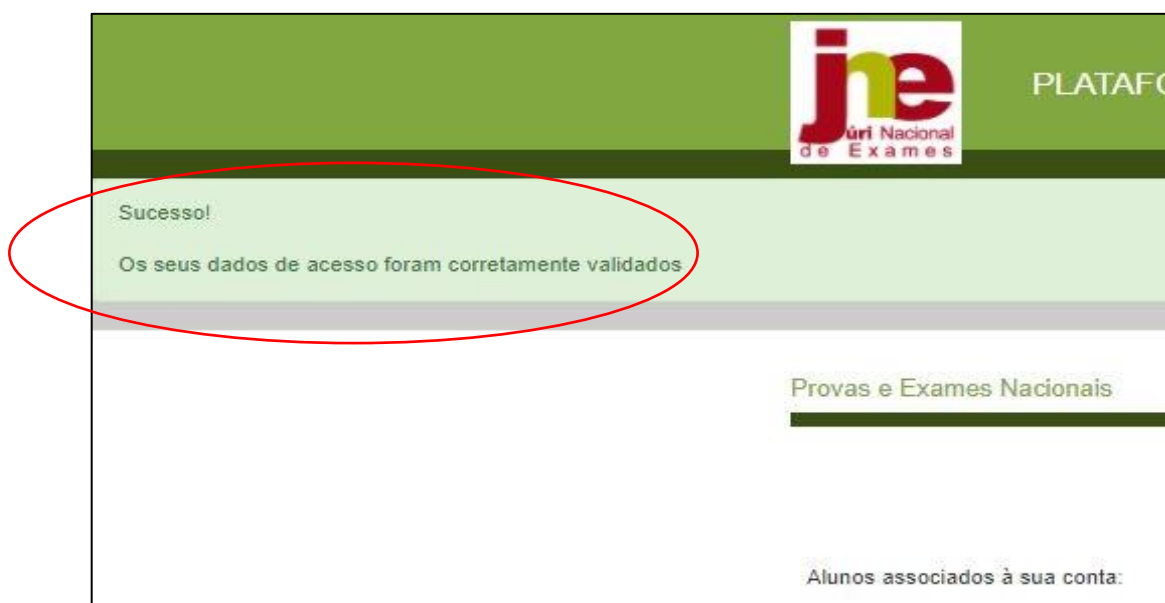 jne
úri Nacional
de Exames
PLATAF
Sucesso!
Os seus dados de acesso foram corretamente validados
Provas e Exames Nacionais
Alunos associados à sua conta: